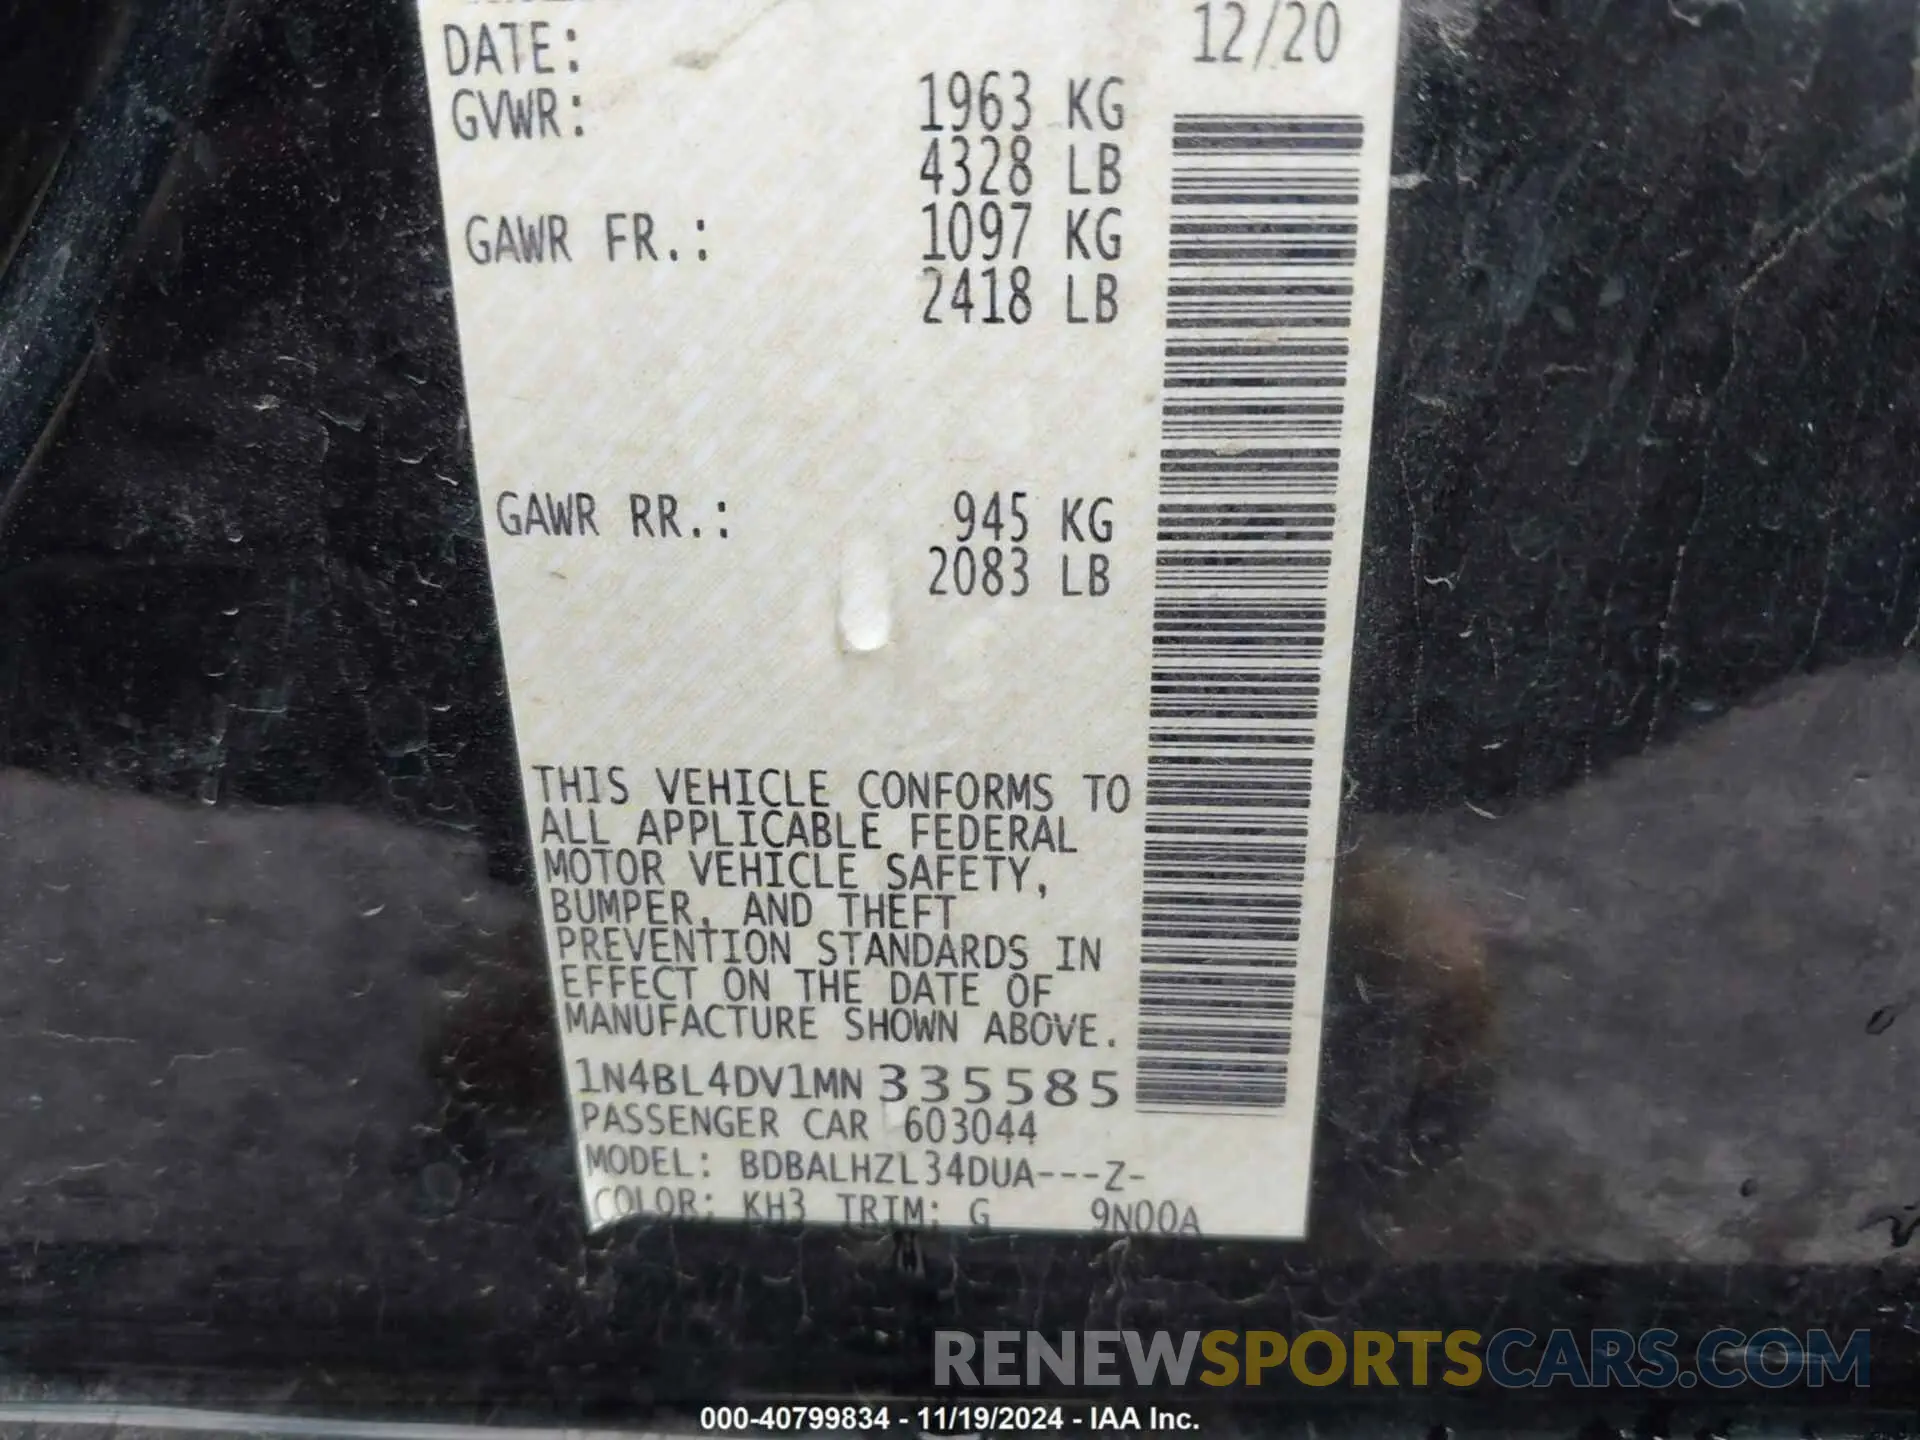 DATE: 12/20
GVWR: 1963 KG
4328 LB
GAWR FR.: 1097 KG
2418 LB
GAWR RR.: 945 KG
2083 LB
THIS VEHICLE CONFORMS TO
ALL APPLICABLE FEDERAL
MOTOR VEHICLE SAFETY,
BUMPER, AND THEFT
PREVENTION STANDARDS IN
EFFECT ON THE DATE OF
MANUFACTURE SHOWN ABOVE.
1N4BL4DV1MN335585
PASSENGER CAR 603044
MODEL: BDBALHZL34DUA---Z-
COLOR: KH3 TRIM: G 9N00A
RENEWSPORTSCARS.COM
000-40799834 - 11/19/2024 - IAA Inc.